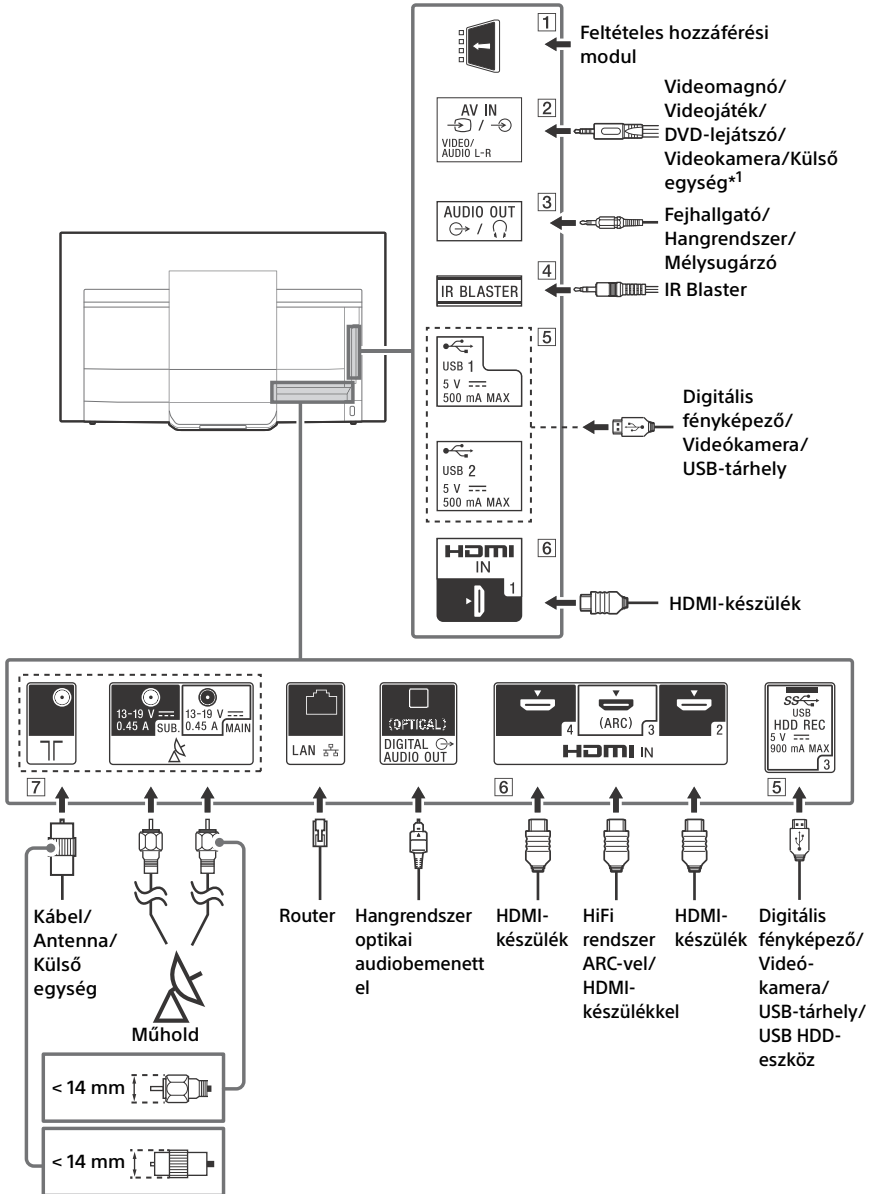 1
Feltételes hozzáférési
modul
2
AV IN
/
VIDEO/
AUDIO L-R
Videomagnó/
Videojáték/
DVD-lejátszó/
Videokamera/Külső
egység*1
3
AUDIO OUT
/
Fejhallgató/
Hangrendszer/
Mélysugárzó
4
IR BLASTER
IR Blaster
5
USB 1
5 V
500 mA MAX
USB 2
5 V
500 mA MAX
Digitális
fényképező/
Videókamera/
USB-tárhely
6
HDMI
IN
1
HDMI-készülék
13-19 V
0.45 A SUB.
13-19 V
0.45 A MAIN
LAN
(OPTICAL)
DIGITAL
AUDIO OUT
4
(ARC) 3
2
HDMI IN
SS
USB
HDD REC
5 V
900 mA MAX
3
7
6
5
Kábel/
Antenna/
Külső
egység
Műhold
Router
Hangrendszer
optikai
audiobemenett
el
HDMI-
készülék
HiFi
rendszer
ARC-vel/
HDMI-
készülékkel
HDMI-
készülék
Digitális
fényképező/
Videó-
kamera/
USB-tárhely/
USB HDD-
eszköz
< 14 mm
< 14 mm